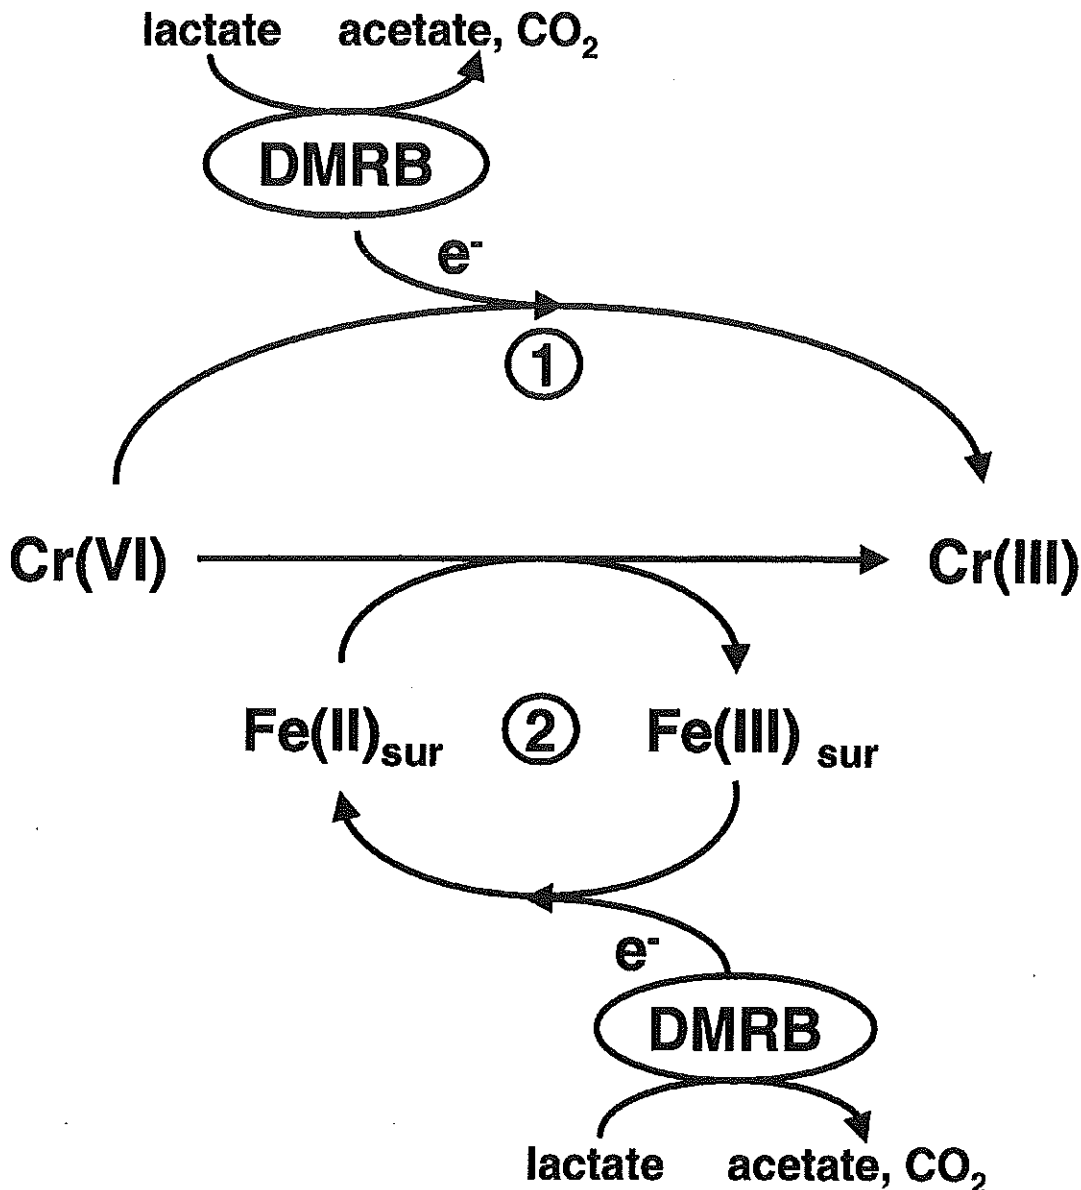 lactate acetate, CO₂
DMRB
e⁻
1
Cr(VI) Cr(III)
Fe(II)sur 2 Fe(III) sur
e⁻
DMRB
lactate acetate, CO₂